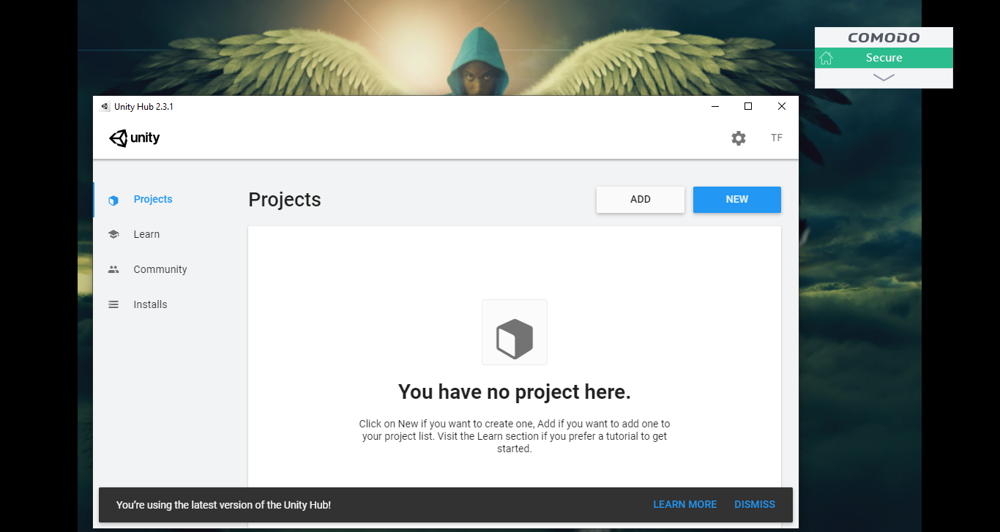 COMODO
Secure
Unity Hub 2.3.1
unity
TF
Projects
Learn
Community
Installs
Projects
ADD
NEW
You have no project here.
Click on New if you want to create one, Add if you want to add one to
your project list. Visit the Learn section if you prefer a tutorial to get
started.
You're using the latest version of the Unity Hub!
LEARN MORE
DISMISS